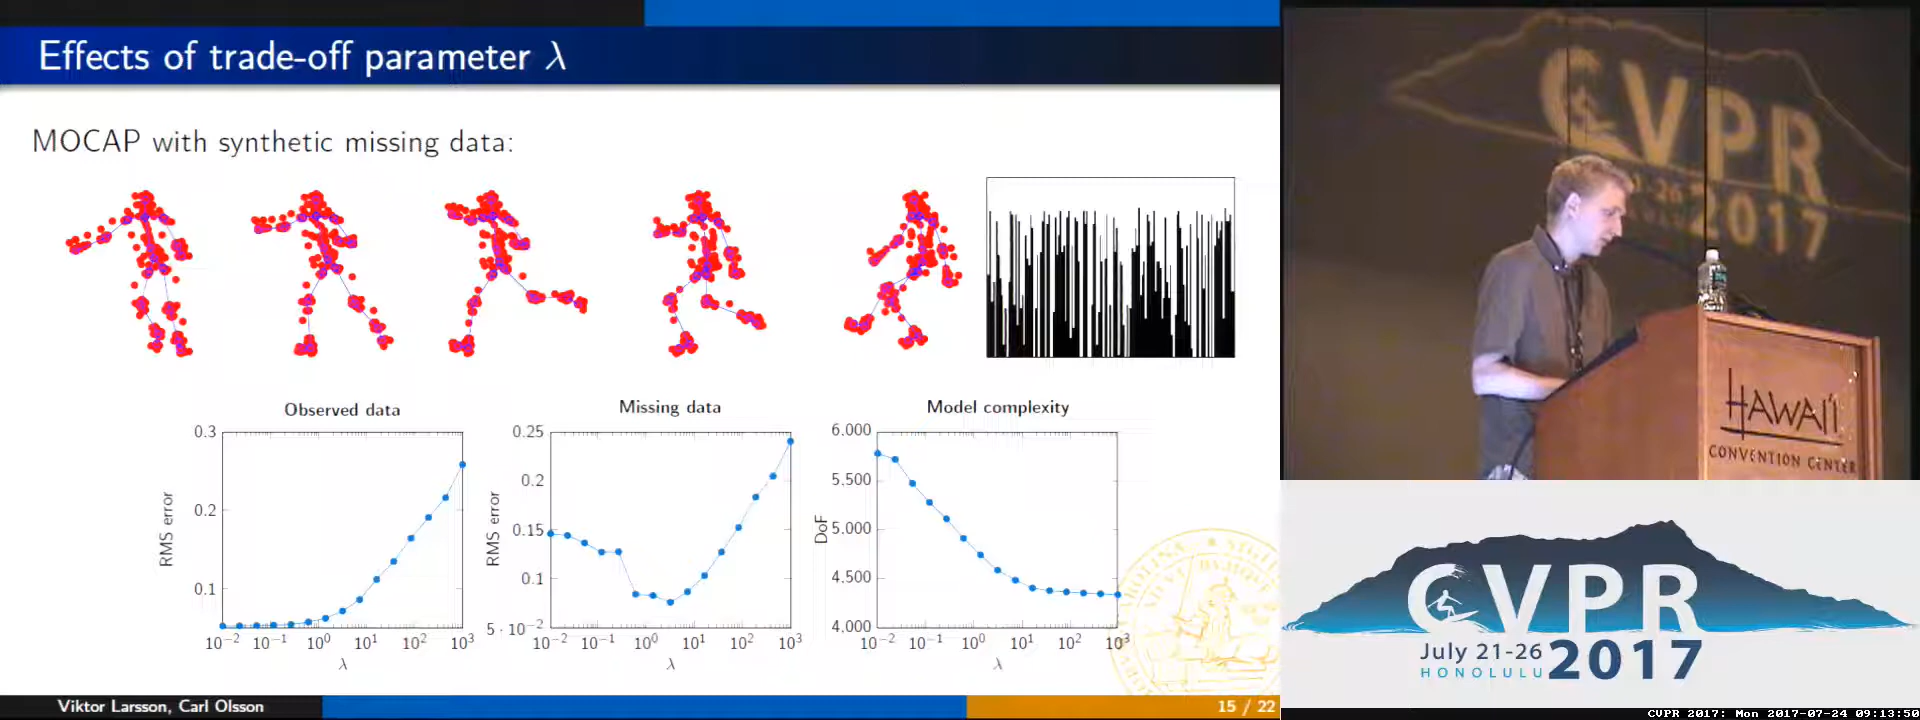 Effects of trade-off parameter λ
MOCAP with synthetic missing data:
Observed data
0.3
0.2
0.1
RMS error
10⁻² 10⁻¹ 10⁰ 10¹ 10² 10³
λ
Missing data
0.25
0.2
0.15
0.1
5 · 10⁻²
RMS error
10⁻² 10⁻¹ 10⁰ 10¹ 10² 10³
λ
Model complexity
6.000
5.500
5.000
4.500
4.000
DoF
10⁻² 10⁻¹ 10⁰ 10¹ 10² 10³
λ
Viktor Larsson, Carl Olsson
15 / 22
CVPR
2017
HAWAI'I
CONVENTION CENTER
CVPR
July 21-26
HONOLULU
2017
CVPR 2017: Mon 2017-07-24 09:13:50